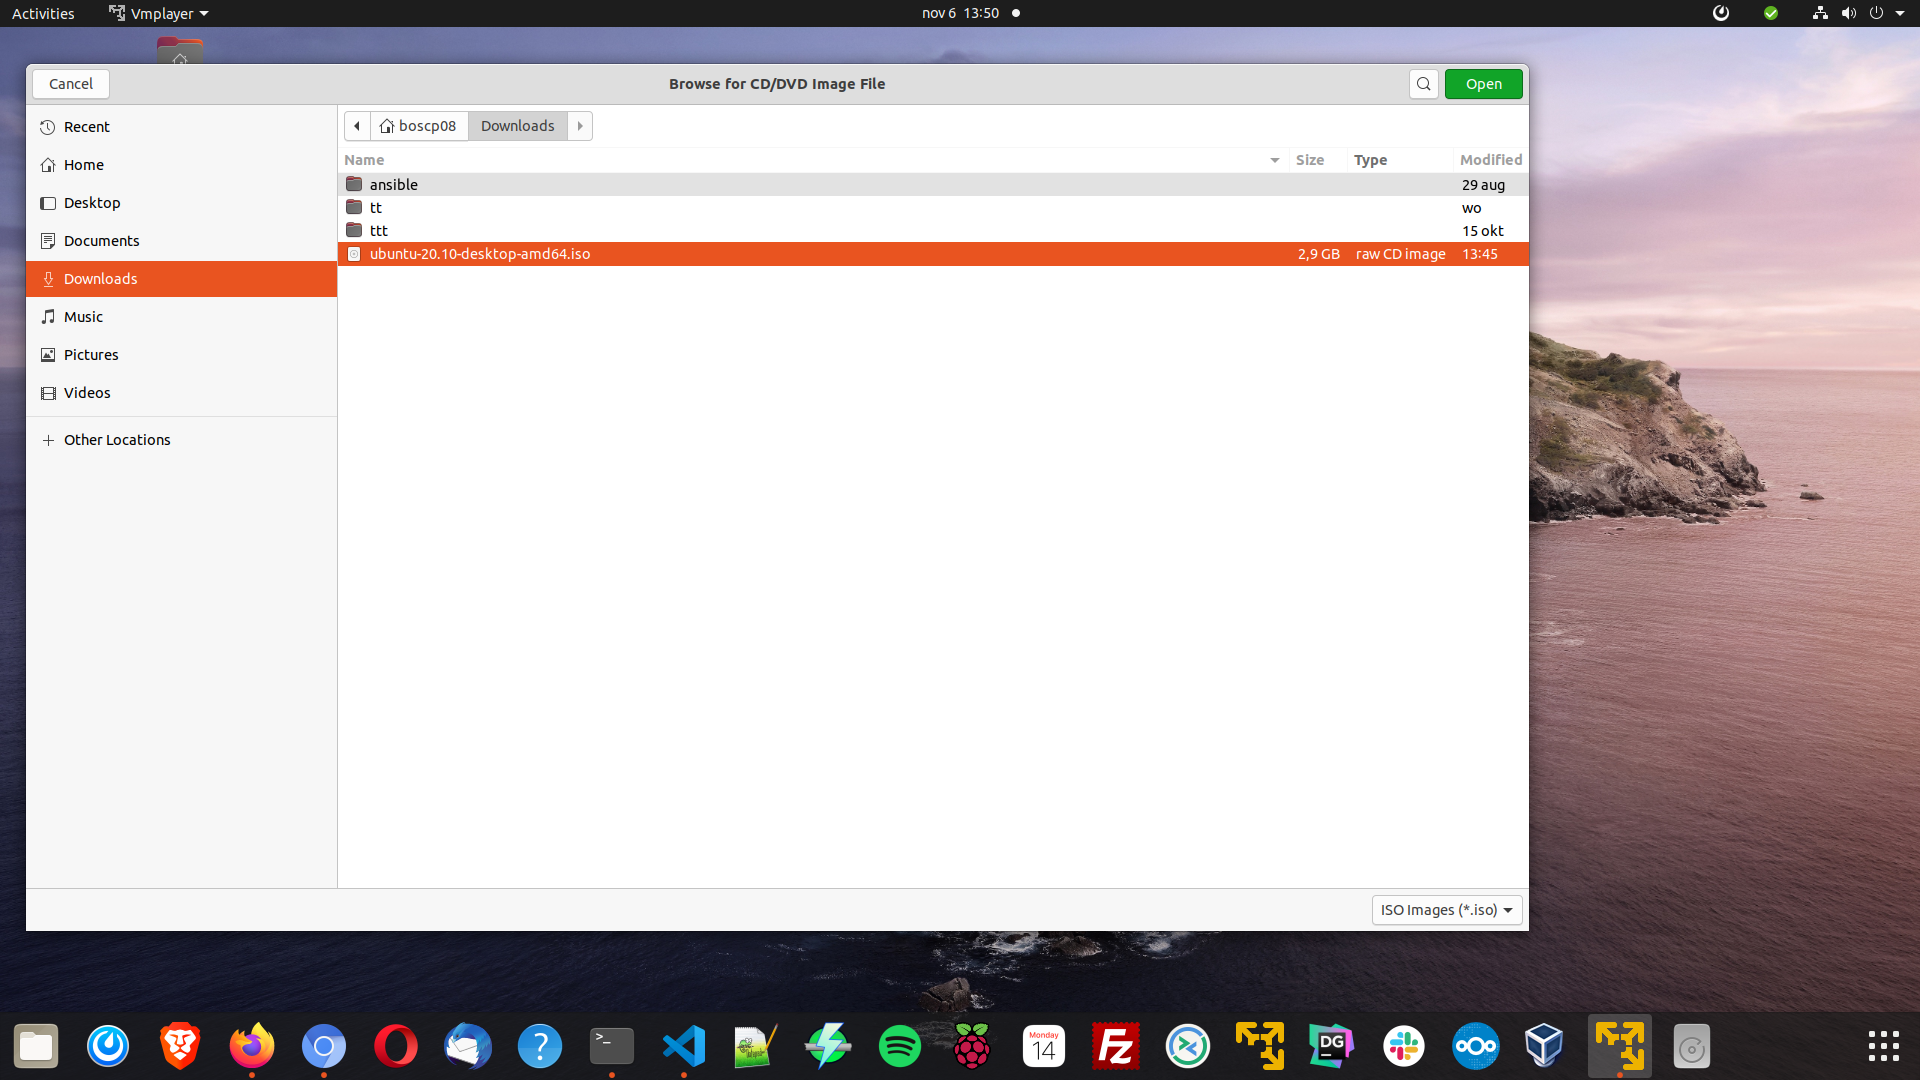 Activities Vmplayer nov 6 13:50
Cancel Browse for CD/DVD Image File Open
Recent
Home
Desktop
Documents
Downloads
Music
Pictures
Videos
Other Locations
boscp08 Downloads
Name Size Type Modified
ansible 29 aug
tt wo
ttt 15 okt
ubuntu-20.10-desktop-amd64.iso 2,9 GB raw CD image 13:45
ISO Images (*.iso)
?
>_
Monday
14
Fz
DG